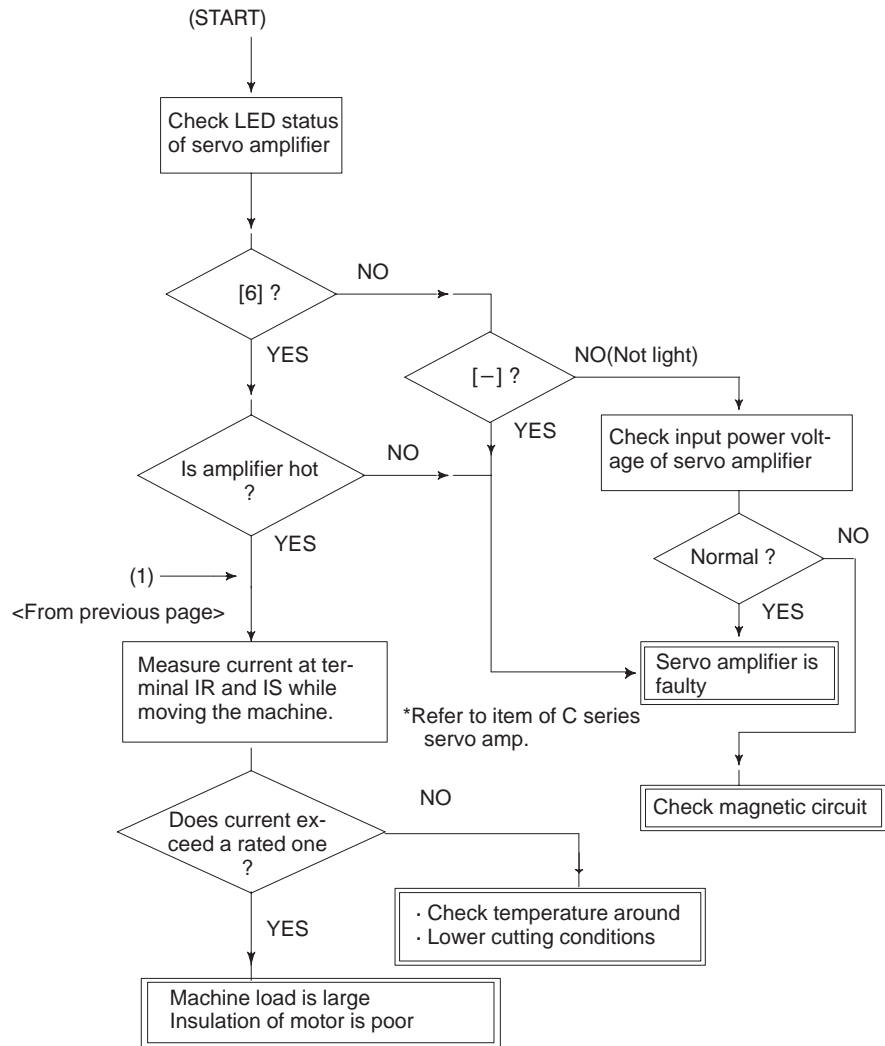 (START)
Check LED status
of servo amplifier
[6] ?
NO
YES
[−] ?
NO(Not light)
YES
Check input power volt-
age of servo amplifier
Is amplifier hot
?
NO
YES
Normal ?
NO
YES
(1)
<From previous page>
Measure current at ter-
minal IR and IS while
moving the machine.
Servo amplifier is
faulty
*Refer to item of C series
servo amp.
Check magnetic circuit
Does current ex-
ceed a rated one
?
NO
YES
· Check temperature around
· Lower cutting conditions
Machine load is large
Insulation of motor is poor